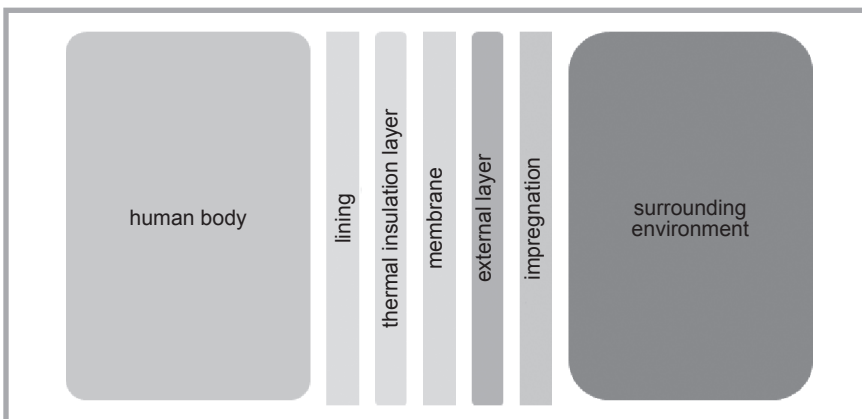 human body
lining
thermal insulation layer
membrane
external layer
impregnation
surrounding
environment